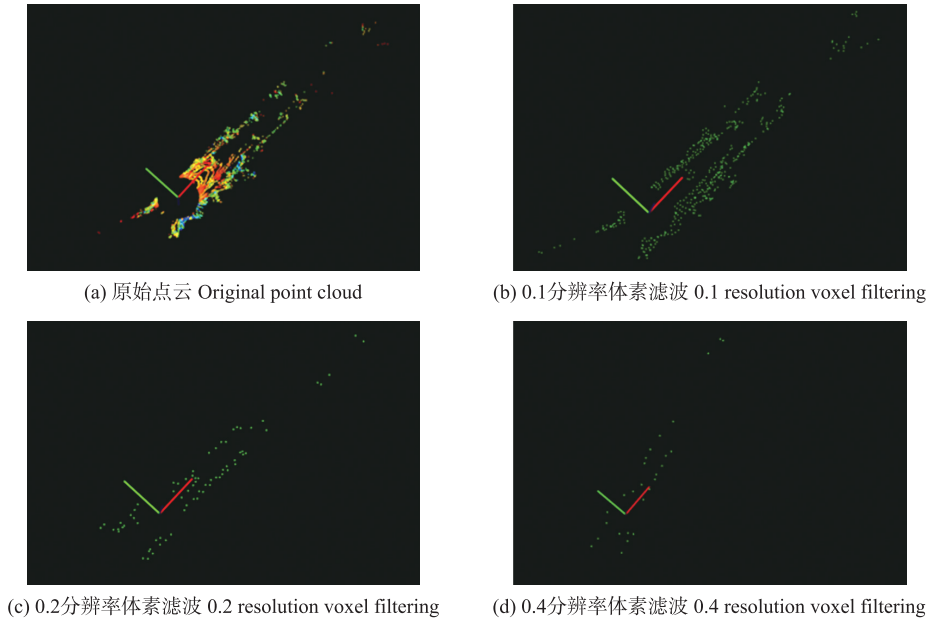 (a) 原始点云 Original point cloud
(b) 0.1分辨率体素滤波 0.1 resolution voxel filtering
(c) 0.2分辨率体素滤波 0.2 resolution voxel filtering
(d) 0.4分辨率体素滤波 0.4 resolution voxel filtering